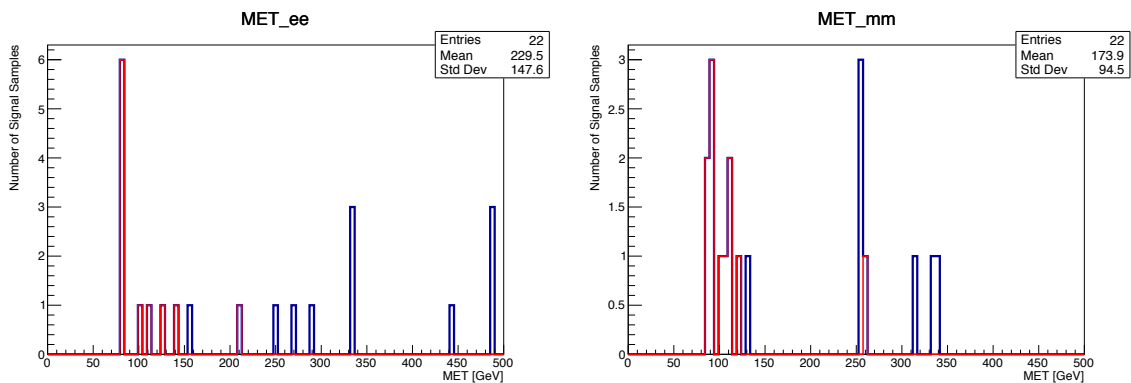 MET_ee
Entries 22
Mean 229.5
Std Dev 147.6
Number of Signal Samples
6
5
4
3
2
1
0
0 50 100 150 200 250 300 350 400 450 500
MET [GeV]
MET_mm
Entries 22
Mean 173.9
Std Dev 94.5
Number of Signal Samples
3
2.5
2
1.5
1
0.5
0
0 50 100 150 200 250 300 350 400 450 500
MET [GeV]